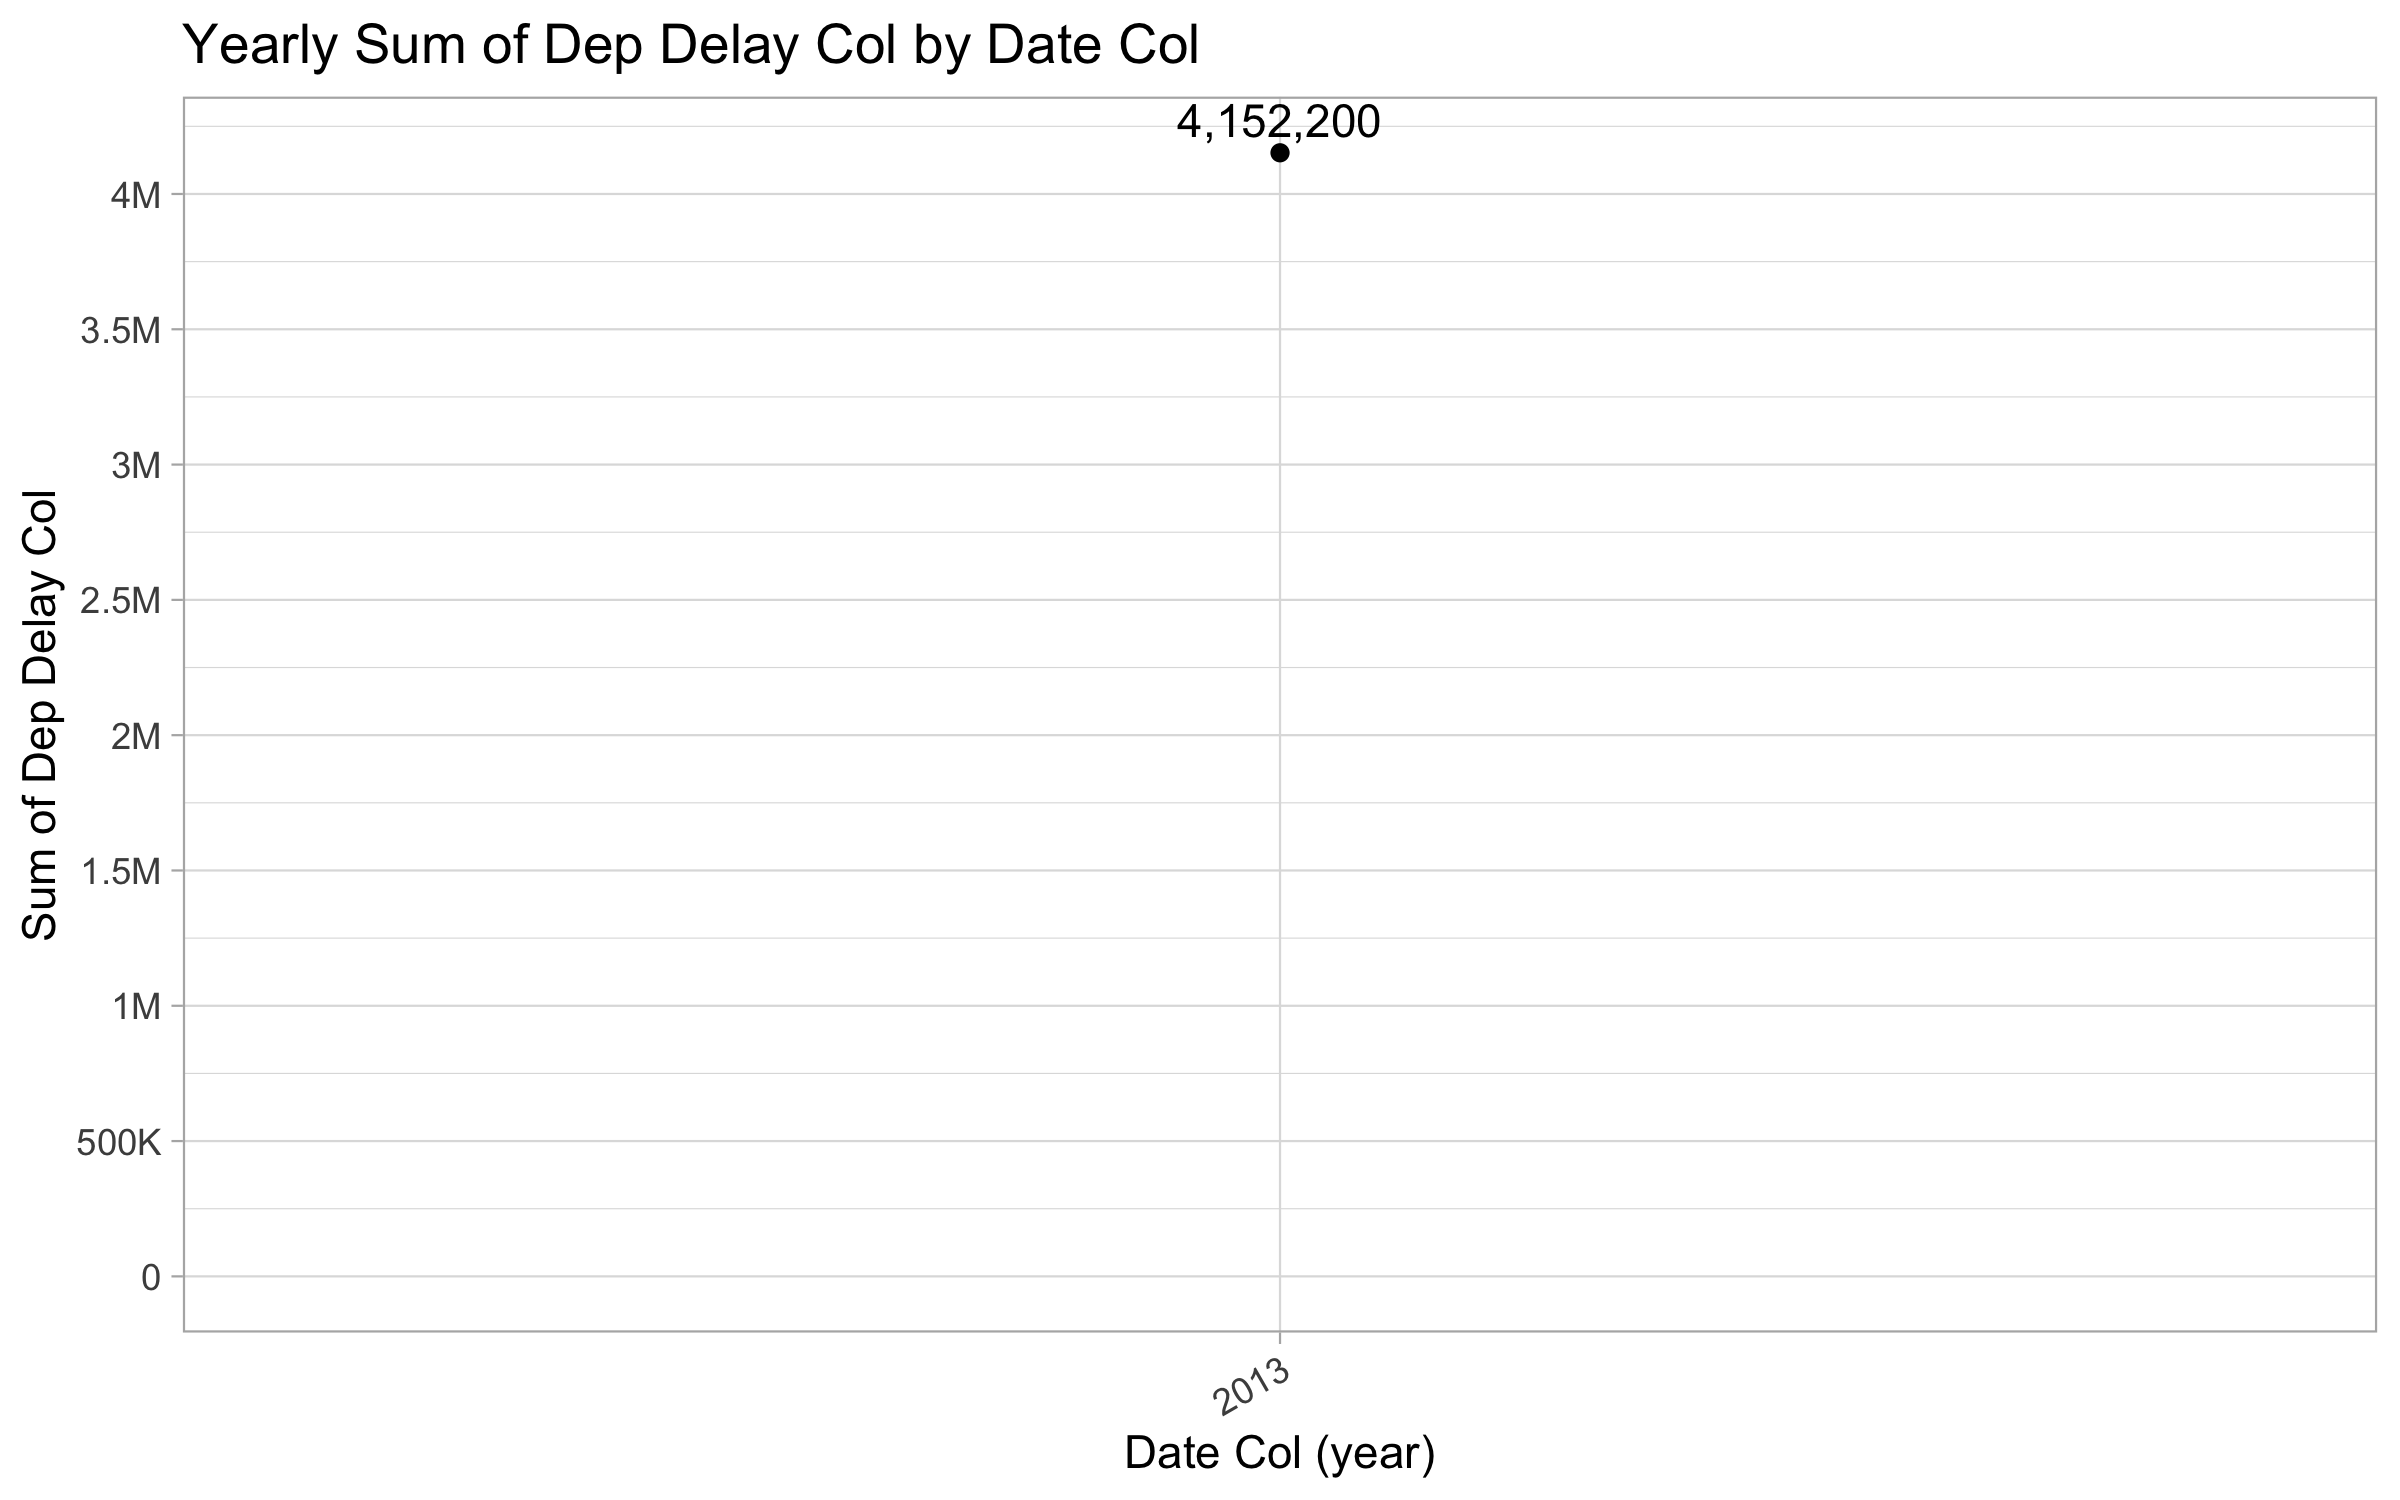 Yearly Sum of Dep Delay Col by Date Col
4,152,200
4M
3.5M
3M
2.5M
2M
1.5M
1M
500K
0
Sum of Dep Delay Col
2013
Date Col (year)